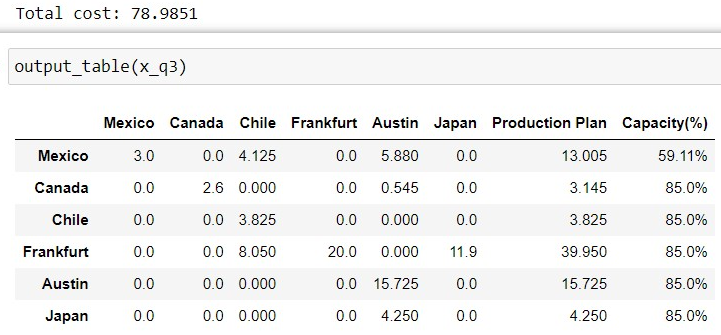 Total cost: 78.9851
output_table(x_q3)
Mexico Canada Chile Frankfurt Austin Japan Production Plan Capacity(%)
Mexico 3.0 0.0 4.125 0.0 5.880 0.0 13.005 59.11%
Canada 0.0 2.6 0.000 0.0 0.545 0.0 3.145 85.0%
Chile 0.0 0.0 3.825 0.0 0.000 0.0 3.825 85.0%
Frankfurt 0.0 0.0 8.050 20.0 0.000 11.9 39.950 85.0%
Austin 0.0 0.0 0.000 0.0 15.725 0.0 15.725 85.0%
Japan 0.0 0.0 0.000 0.0 4.250 0.0 4.250 85.0%